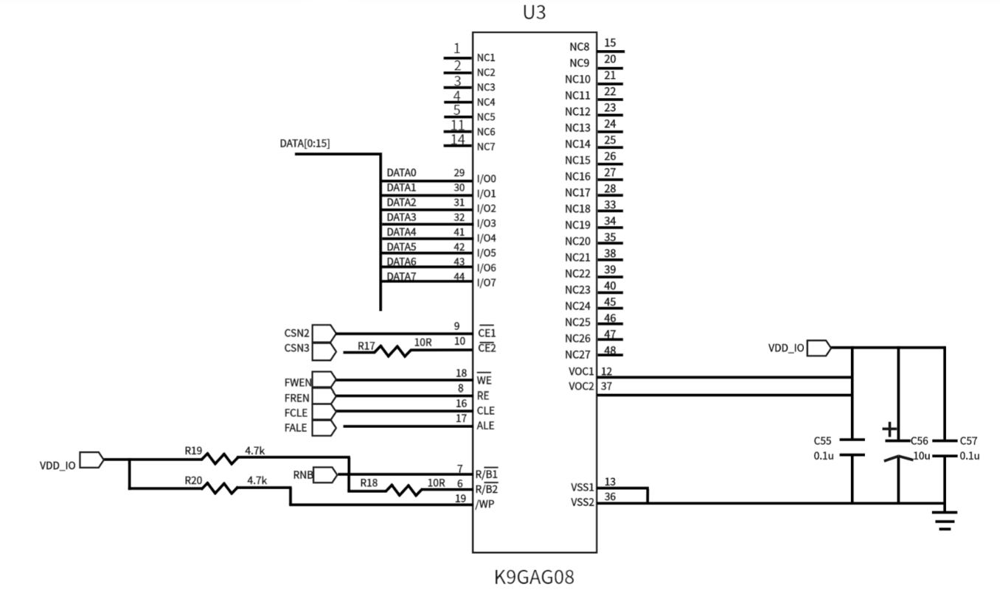 U3
1 NC1
2 NC2
3 NC3
4 NC4
5 NC5
11 NC6
14 NC7
DATA[0:15]
DATA0 29 I/O0
DATA1 30 I/O1
DATA2 31 I/O2
DATA3 32 I/O3
DATA4 41 I/O4
DATA5 42 I/O5
DATA6 43 I/O6
DATA7 44 I/O7
CSN2 9 CE1
CSN3 R17 10R 10 CE2
FWEN 18 WE
FREN 8 RE
FCLE 16 CLE
FALE 17 ALE
VDD_IO
R19 4.7k
R20 4.7k
RNB 7 R/B1
R18 10R 6 R/B2
19 /WP
NC8 15
NC9 20
NC10 21
NC11 22
NC12 23
NC13 24
NC14 25
NC15 26
NC16 27
NC17 28
NC18 33
NC19 34
NC20 35
NC21 38
NC22 39
NC23 40
NC24 45
NC25 46
NC26 47
NC27 48
VOC1 12
VOC2 37
VSS1 13
VSS2 36
VDD_IO
C55
0.1u
+
C56
10u
C57
0.1u
K9GAG08